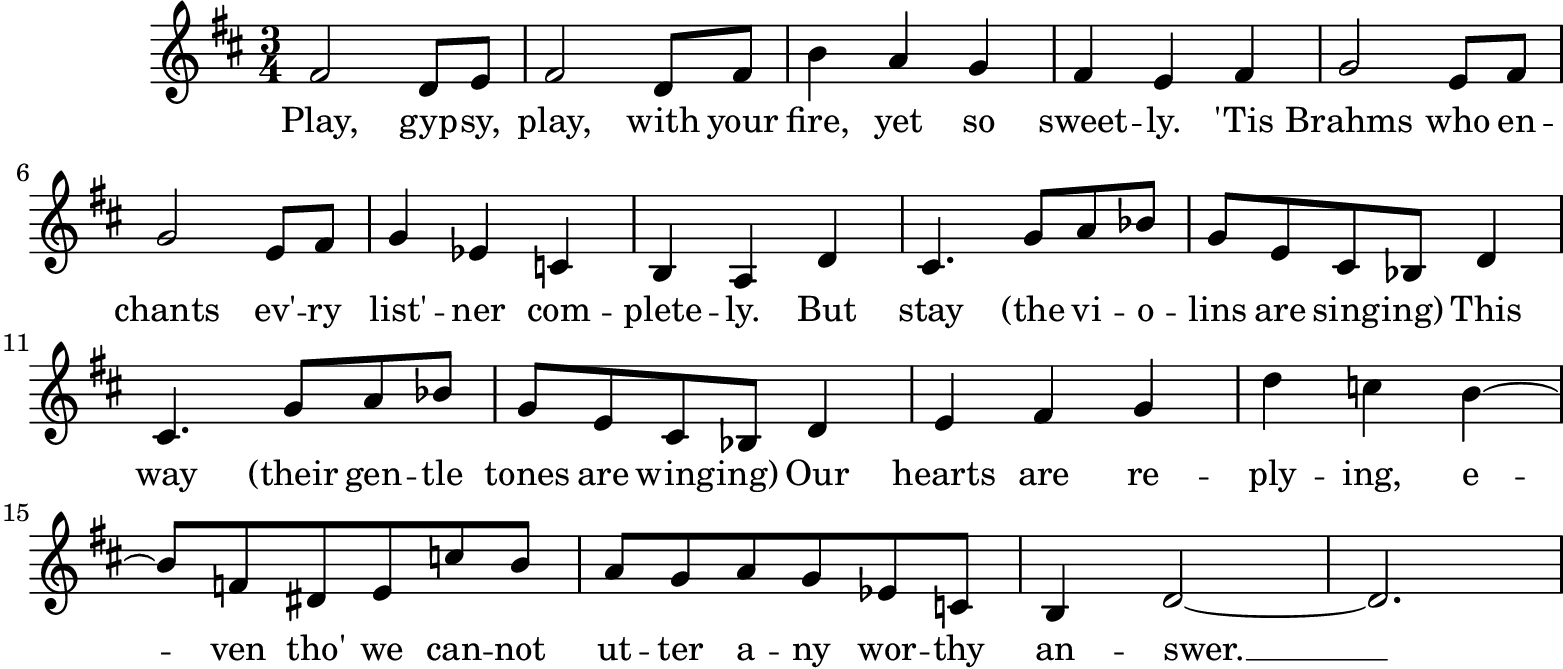 3
4
Play, gypsy, play, with your fire, yet so sweet -- ly. 'Tis Brahms who en --
6
chants ev' -- ry list' -- ner com -- plete -- ly. But stay (the vi -- o -- lins are singing) This
11
way (their gen -- tle tones are winging) Our hearts are re -- ply -- ing, e --
15
-- ven tho' we can -- not ut -- ter a -- ny wor -- thy an -- swer. __